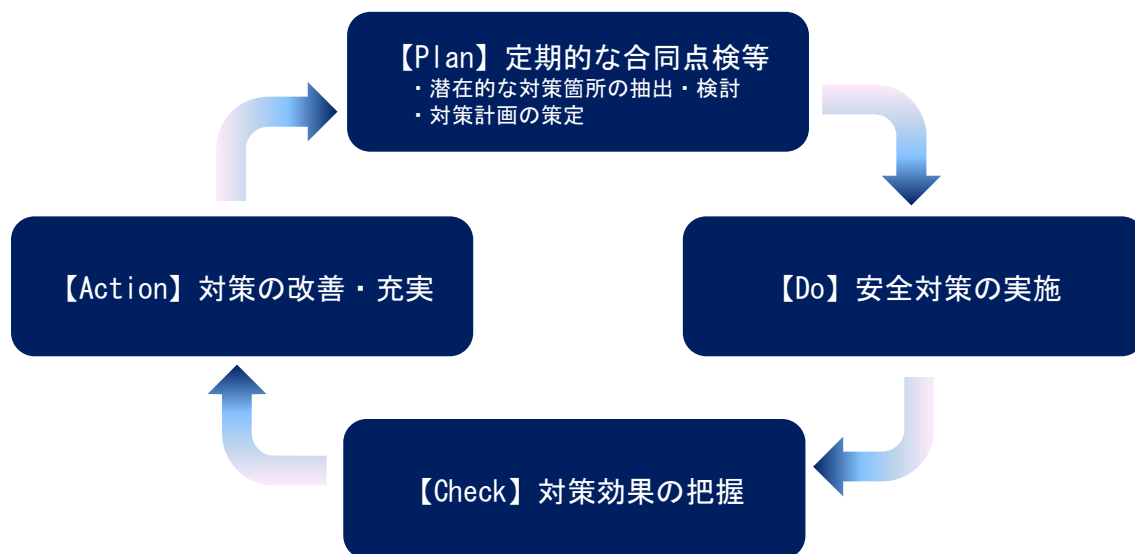 【Plan】定期的な合同点検等
・潜在的な対策箇所の抽出・検討
・対策計画の策定
【Do】安全対策の実施
【Check】対策効果の把握
【Action】対策の改善・充実